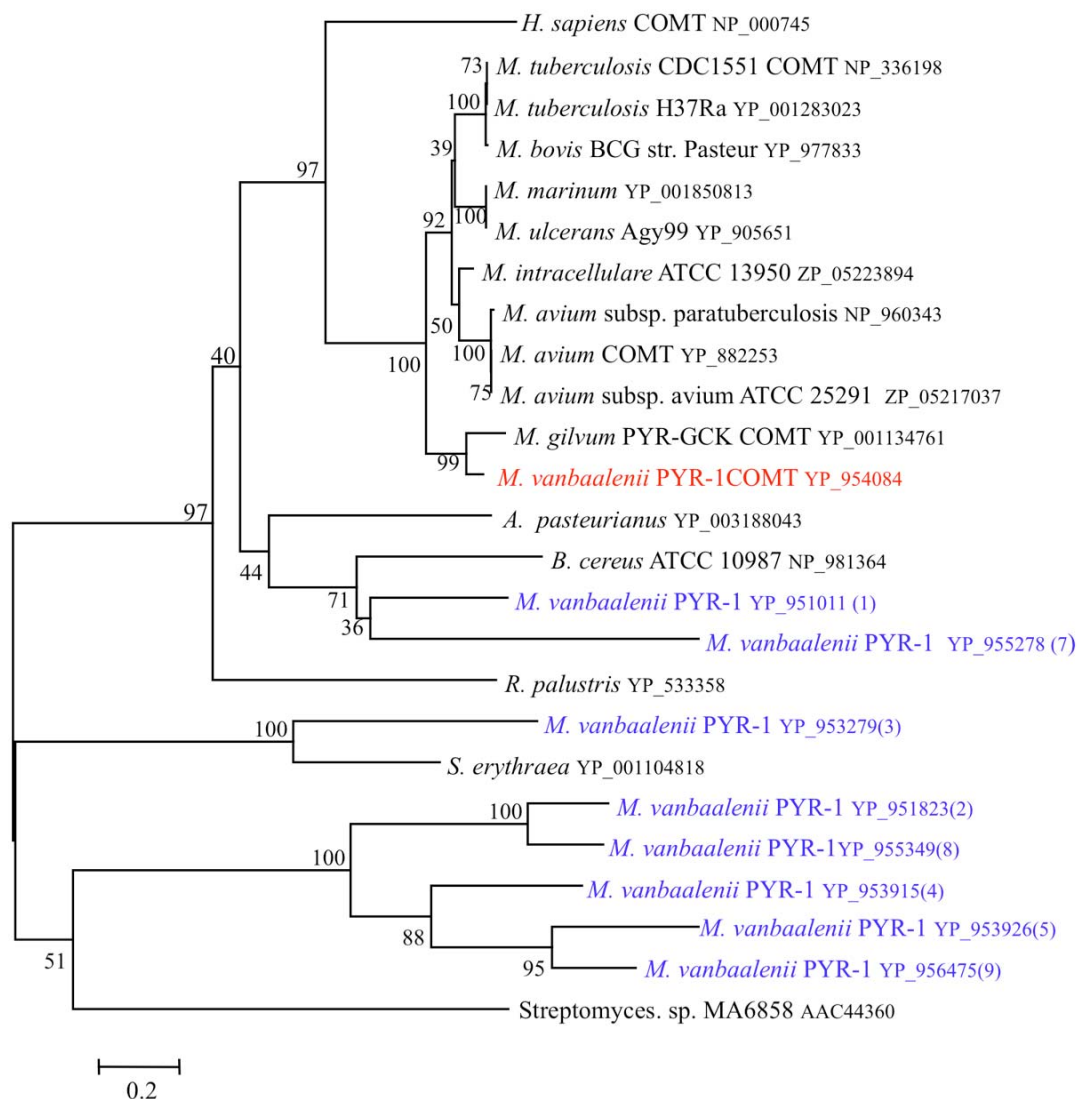 H. sapiens COMT NP_000745
73
M. tuberculosis CDC1551 COMT NP_336198
100
M. tuberculosis H37Ra YP_001283023
39
M. bovis BCG str. Pasteur YP_977833
97
M. marinum YP_001850813
92
100
M. ulcerans Agy99 YP_905651
M. intracellulare ATCC 13950 ZP_05223894
M. avium subsp. paratuberculosis NP_960343
50
40
100
100
M. avium COMT YP_882253
75
M. avium subsp. avium ATCC 25291 ZP_05217037
M. gilvum PYR-GCK COMT YP_001134761
99
M. vanbaalenii PYR-1COMT YP_954084
97
A. pasteurianus YP_003188043
44
B. cereus ATCC 10987 NP_981364
71
M. vanbaalenii PYR-1 YP_951011 (1)
36
M. vanbaalenii PYR-1 YP_955278 (7)
R. palustris YP_533358
100
M. vanbaalenii PYR-1 YP_953279(3)
S. erythraea YP_001104818
100
M. vanbaalenii PYR-1 YP_951823(2)
M. vanbaalenii PYR-1YP_955349(8)
100
M. vanbaalenii PYR-1 YP_953915(4)
88
M. vanbaalenii PYR-1 YP_953926(5)
51
95
M. vanbaalenii PYR-1 YP_956475(9)
Streptomyces. sp. MA6858 AAC44360
0.2